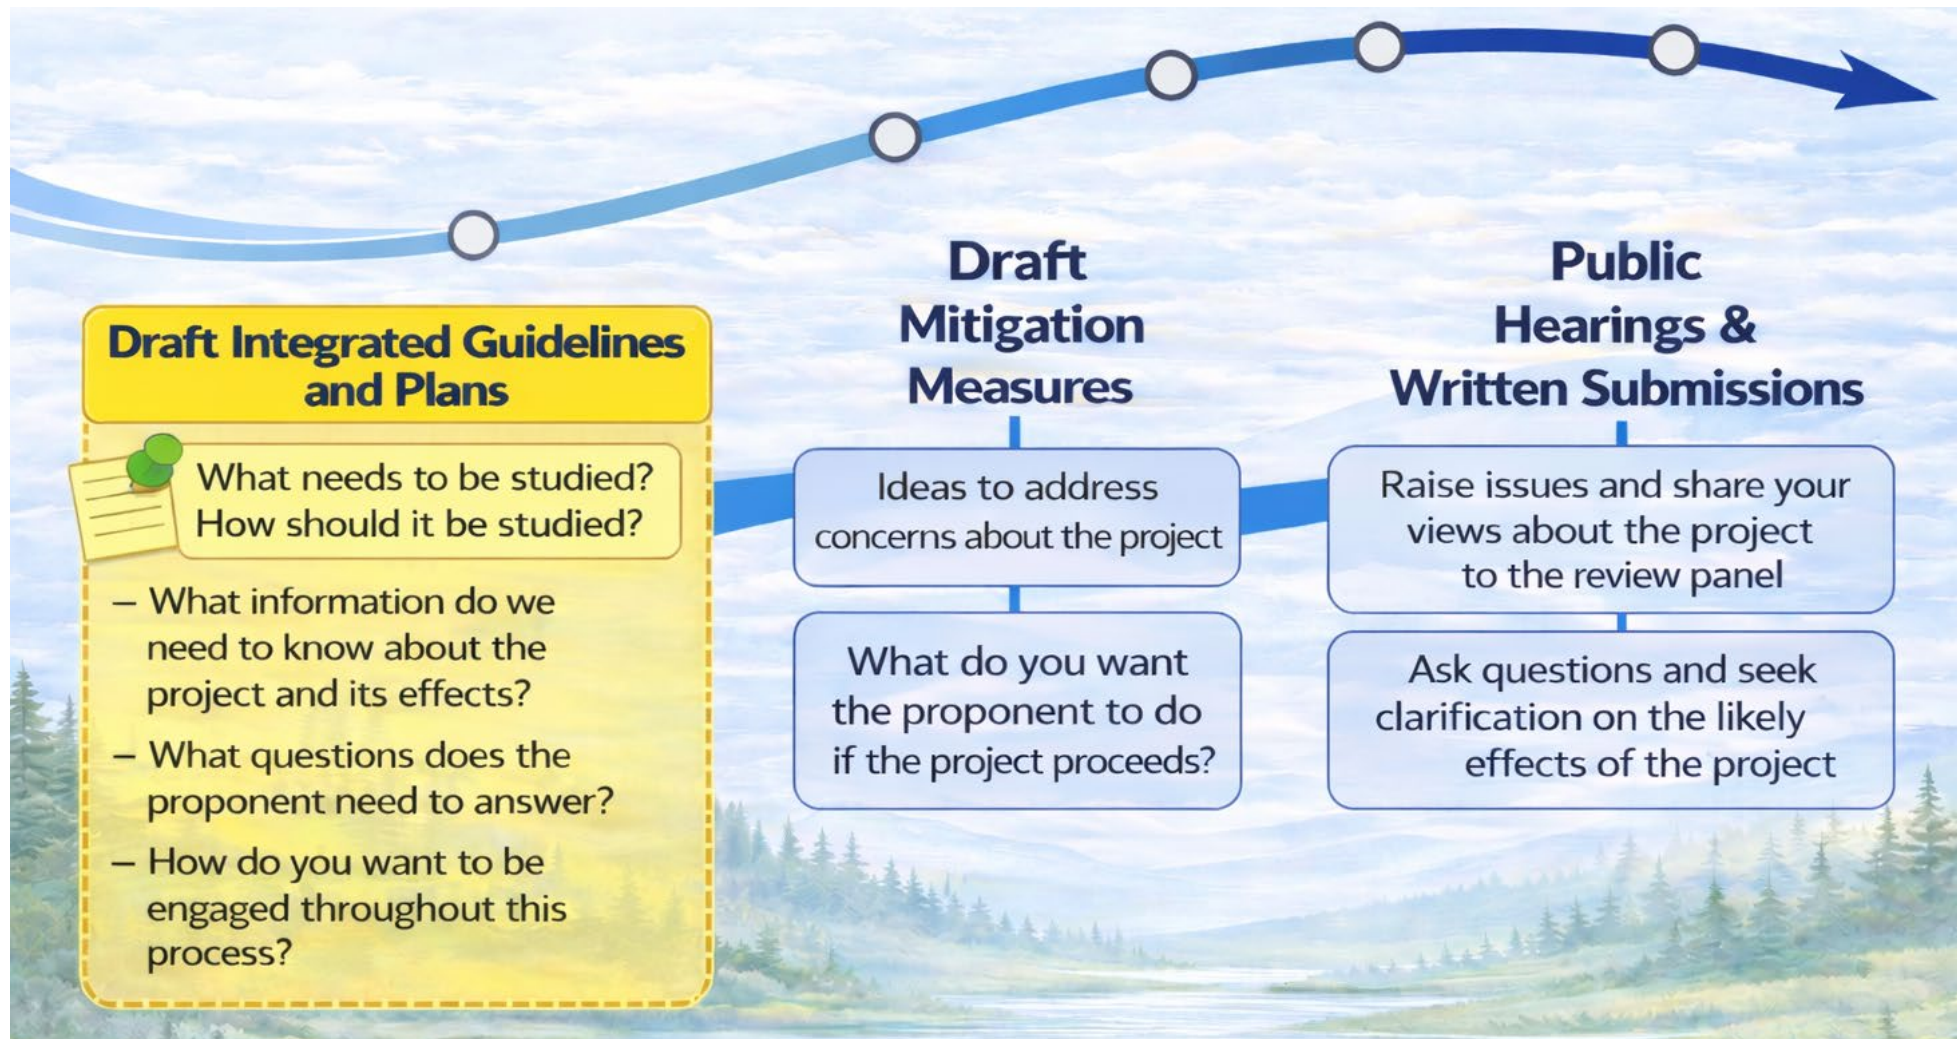 Draft Integrated Guidelines
and Plans
What needs to be studied?
How should it be studied?
– What information do we
need to know about the
project and its effects?
– What questions does the
proponent need to answer?
– How do you want to be
engaged throughout this
process?
Draft
Mitigation
Measures
Ideas to address
concerns about the project
What do you want
the proponent to do
if the project proceeds?
Public
Hearings &
Written Submissions
Raise issues and share your
views about the project
to the review panel
Ask questions and seek
clarification on the likely
effects of the project